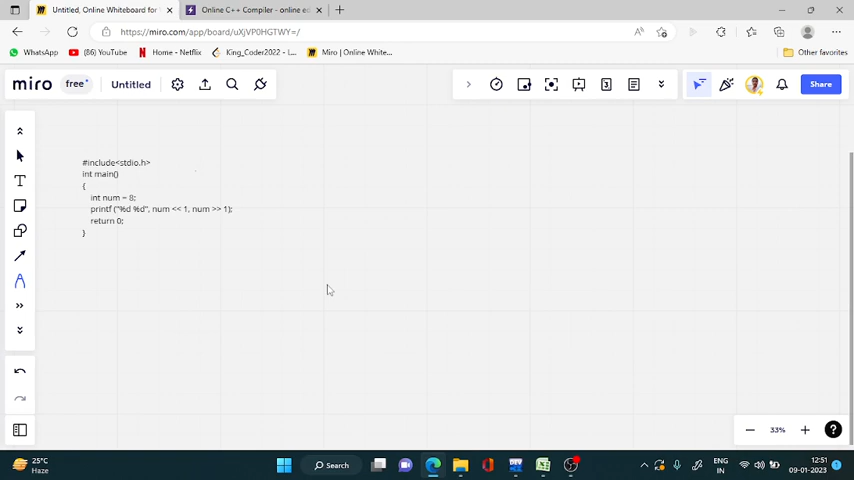 Untitled, Online Whiteboard for
Online C++ Compiler - online ed
https://miro.com/app/board/uXjVP0HGTWY=/
WhatsApp
(86) YouTube
Home - Netflix
King_Coder2022 - L...
Miro | Online White...
Other favorites
miro
free
Untitled
3
Share
#include<stdio.h>
int main()
{
int num = 8;
printf ("%d %d", num << 1, num >> 1);
return 0;
}
33%
25°C
Haze
Search
ENG
IN
12:51
09-01-2023